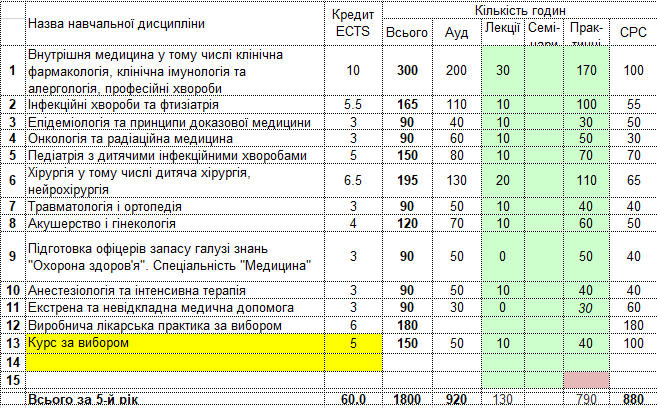 Назва навчальної дисципліни Кредит ECTS Кількість годин
Всього Ауд Лекції Семінари Практичні СРС
1 Внутрішня медицина у тому числі клінічна фармакологія, клінічна імунологія та алергологія, професійні хвороби 10 300 200 30 170 100
2 Інфекційні хвороби та фтизіатрія 5.5 165 110 10 100 55
3 Епідеміологія та принципи доказової медицини 3 90 40 10 30 50
4 Онкологія та радіаційна медицина 3 90 60 10 50 30
5 Педіатрія з дитячими інфекційними хворобами 5 150 80 10 70 70
6 Хірургія у тому числі дитяча хірургія, нейрохірургія 6.5 195 130 20 110 65
7 Травматологія і ортопедія 3 90 50 10 40 40
8 Акушерство і гінекологія 4 120 70 10 60 50
9 Підготовка офіцерів запасу галузі знань "Охорона здоров'я". Спеціальність "Медицина" 3 90 50 0 50 40
10 Анестезіологія та інтенсивна терапія 3 90 50 10 40 40
11 Екстрена та невідкладна медична допомога 3 90 30 0 30 60
12 Виробнича лікарська практика за вибором 6 180 180
13 Курс за вибором 5 150 50 10 40 100
14
15
Всього за 5-й рік 60.0 1800 920 130 790 880